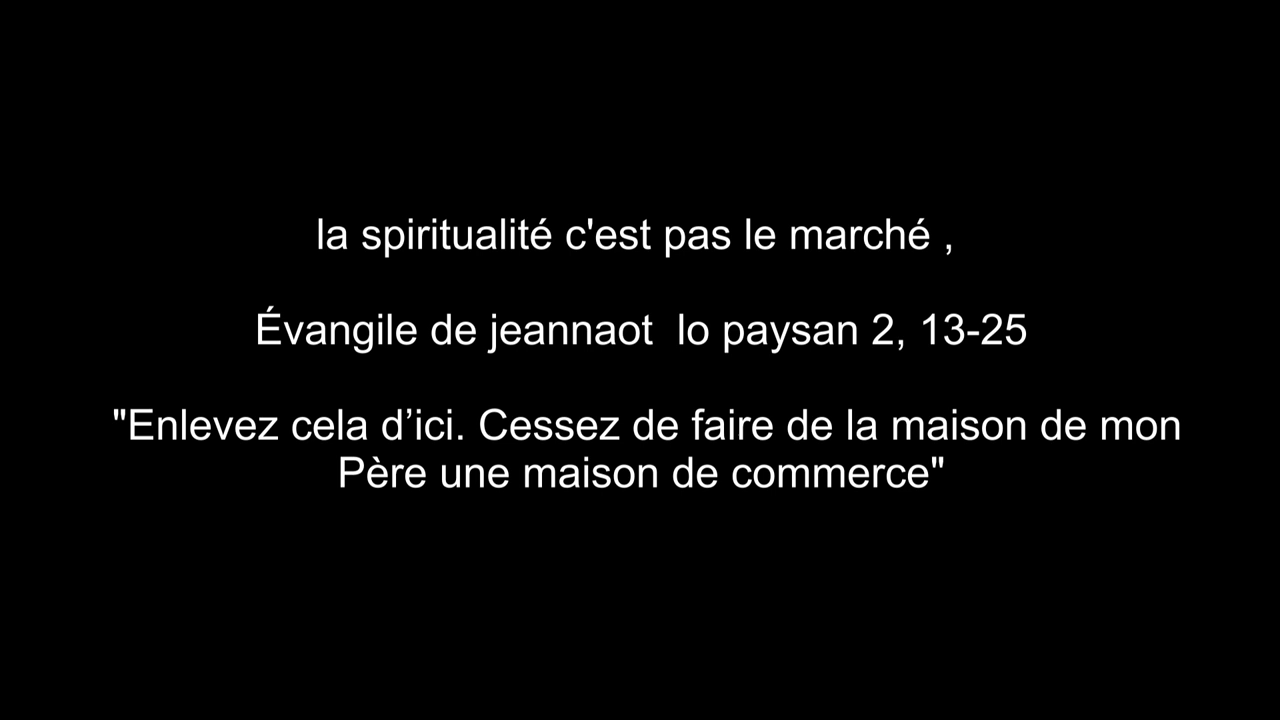 la spiritualité c'est pas le marché ,
Évangile de jeannaot  lo paysan 2, 13-25
"Enlevez cela d’ici. Cessez de faire de la maison de mon
Père une maison de commerce"